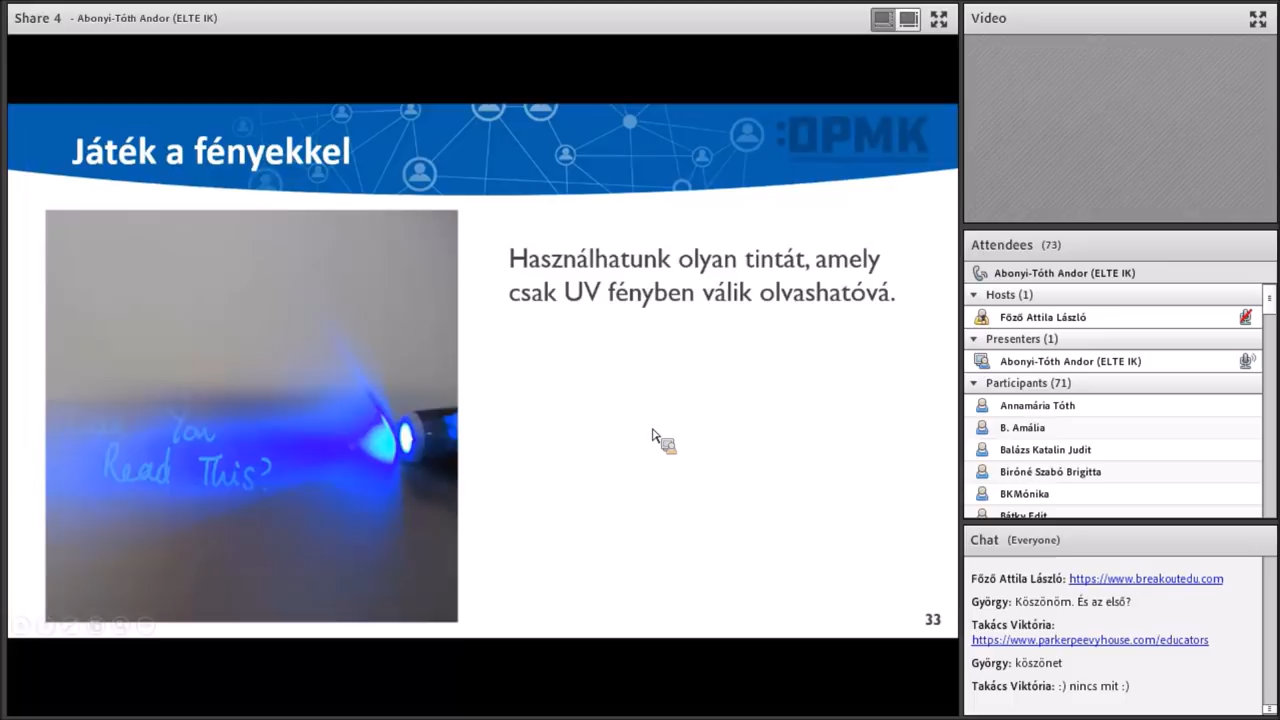 Share 4 - Abonyi-Tóth Andor (ELTE IK)
Játék a fényekkel
:OPMK
Használhatunk olyan tintát, amely
csak UV fényben válik olvashatóvá.
You
Read This?
33
Video
Attendees (73)
Abonyi-Tóth Andor (ELTE IK)
Hosts (1)
Főző Attila László
Presenters (1)
Abonyi-Tóth Andor (ELTE IK)
Participants (71)
Annamária Tóth
B. Amália
Balázs Katalin Judit
Biróné Szabó Brigitta
BKMónika
Bátky Edit
Chat (Everyone)
Főző Attila László: https://www.breakoutedu.com
György: Köszönöm. És az első?
Takács Viktória:
https://www.parkerpeevyhouse.com/educators
György: köszönet
Takács Viktória: :) nincs mit :)